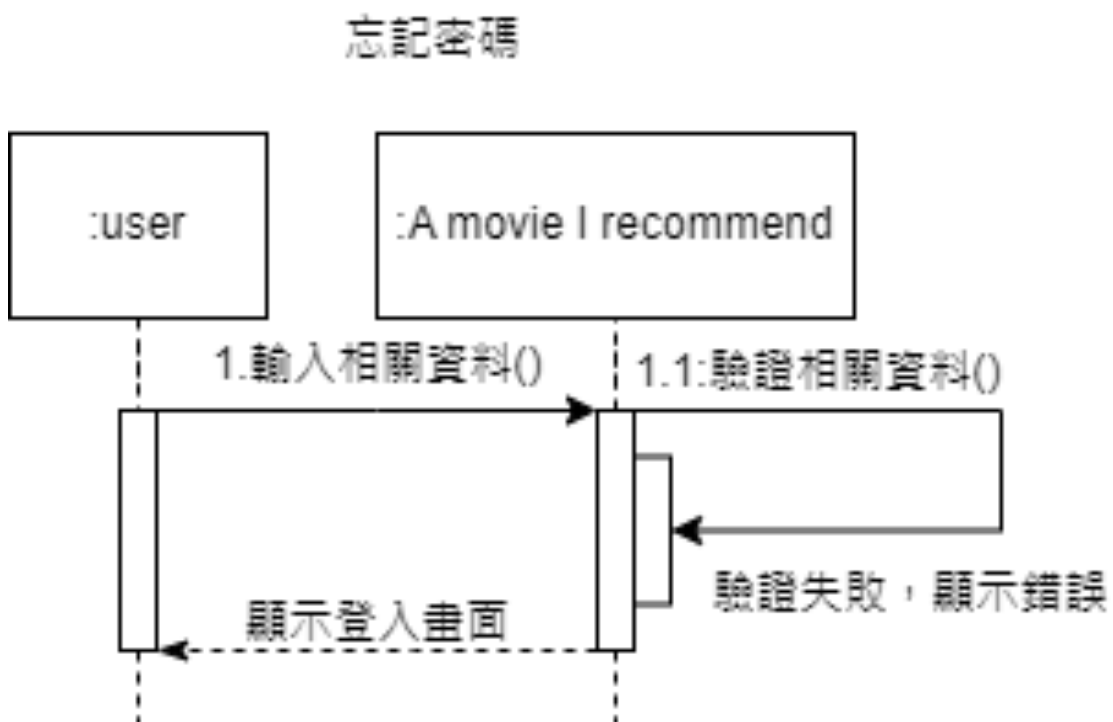 忘記密碼
:user
:A movie I recommend
1.輸入相關資料()
1.1:驗證相關資料()
驗證失敗，顯示錯誤
顯示登入畫面